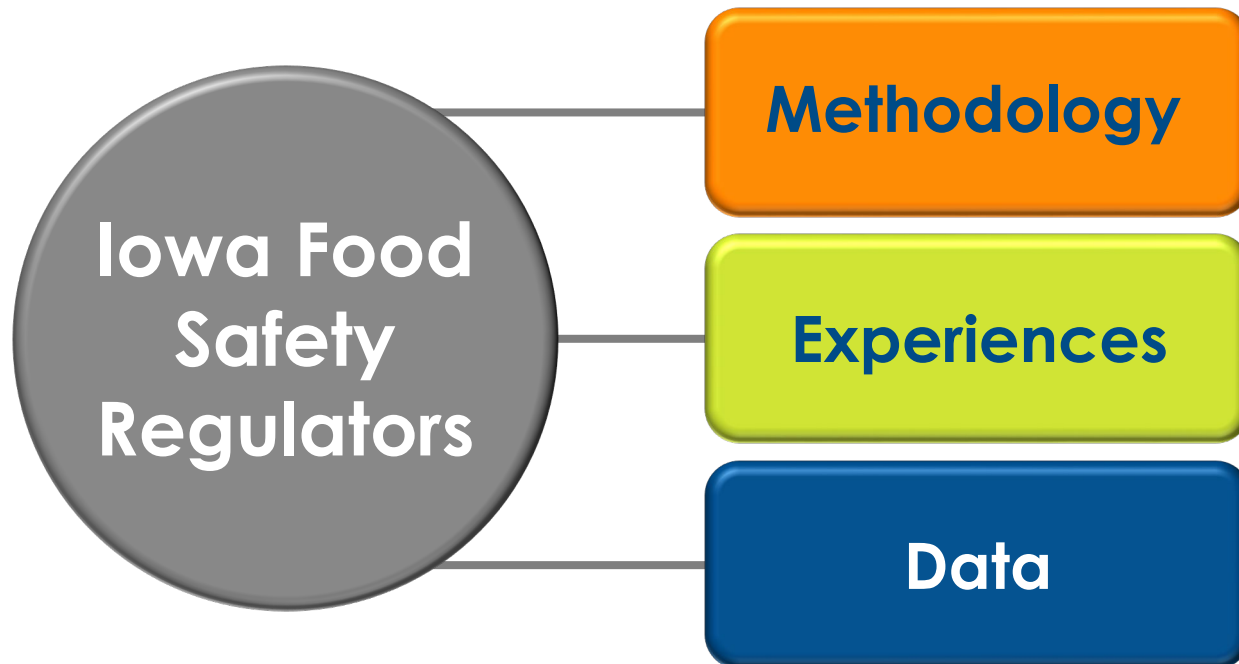 Iowa Food
Safety
Regulators
Methodology
Experiences
Data